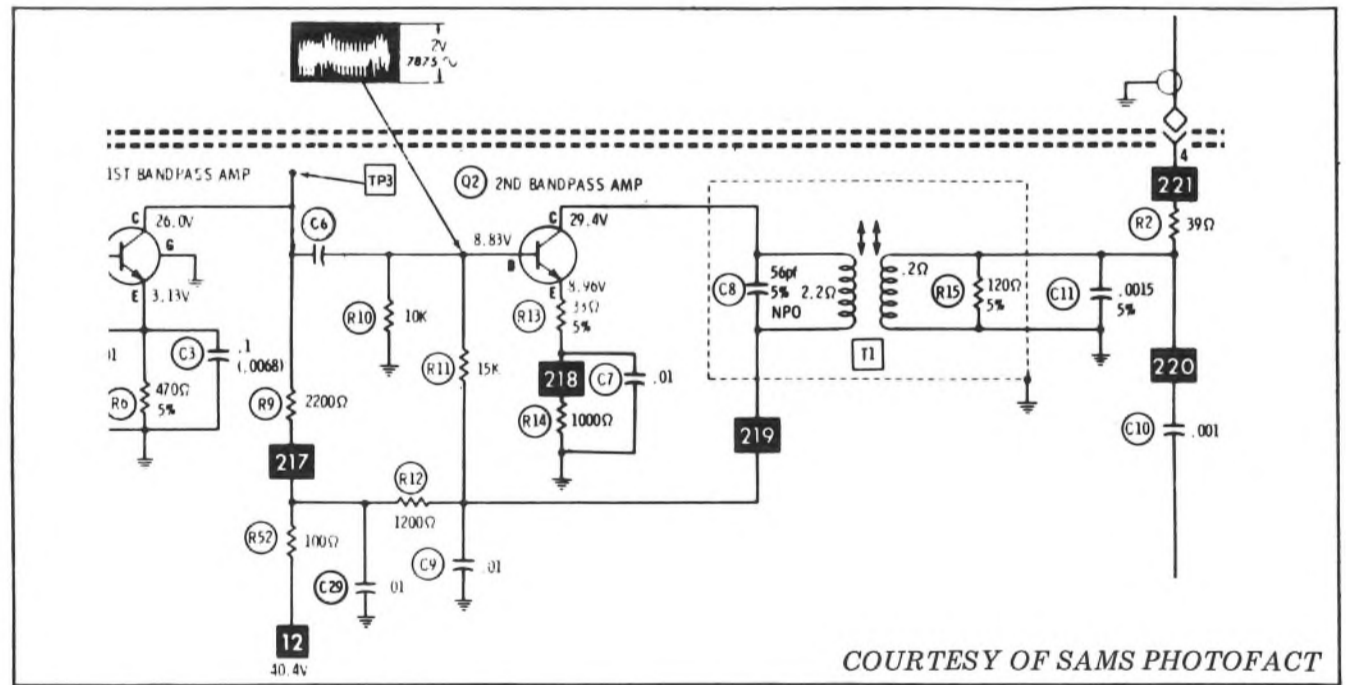 2V
7875
4
1ST BANDPASS AMP
TP3
Q2 2ND BANDPASS AMP
221
C 26.0V
C6
C 29.4V
R2 39Ω
G
8.83V
B
E
3.13V
E 8.96V
C8 56pf
5%
NPO
2.2Ω
.2Ω
R15 120Ω
5%
C11 .0015
5%
R10 10K
R13 33Ω
5%
T1
C3 .1
(.0068)
01
R11 15K
218
C7 .01
220
R6 470Ω
5%
R9 2200Ω
R14 1000Ω
219
C10 .001
217
R12
1200Ω
R52 100Ω
C29 01
C9 .01
12
40.4V
COURTESY OF SAMS PHOTOFACT